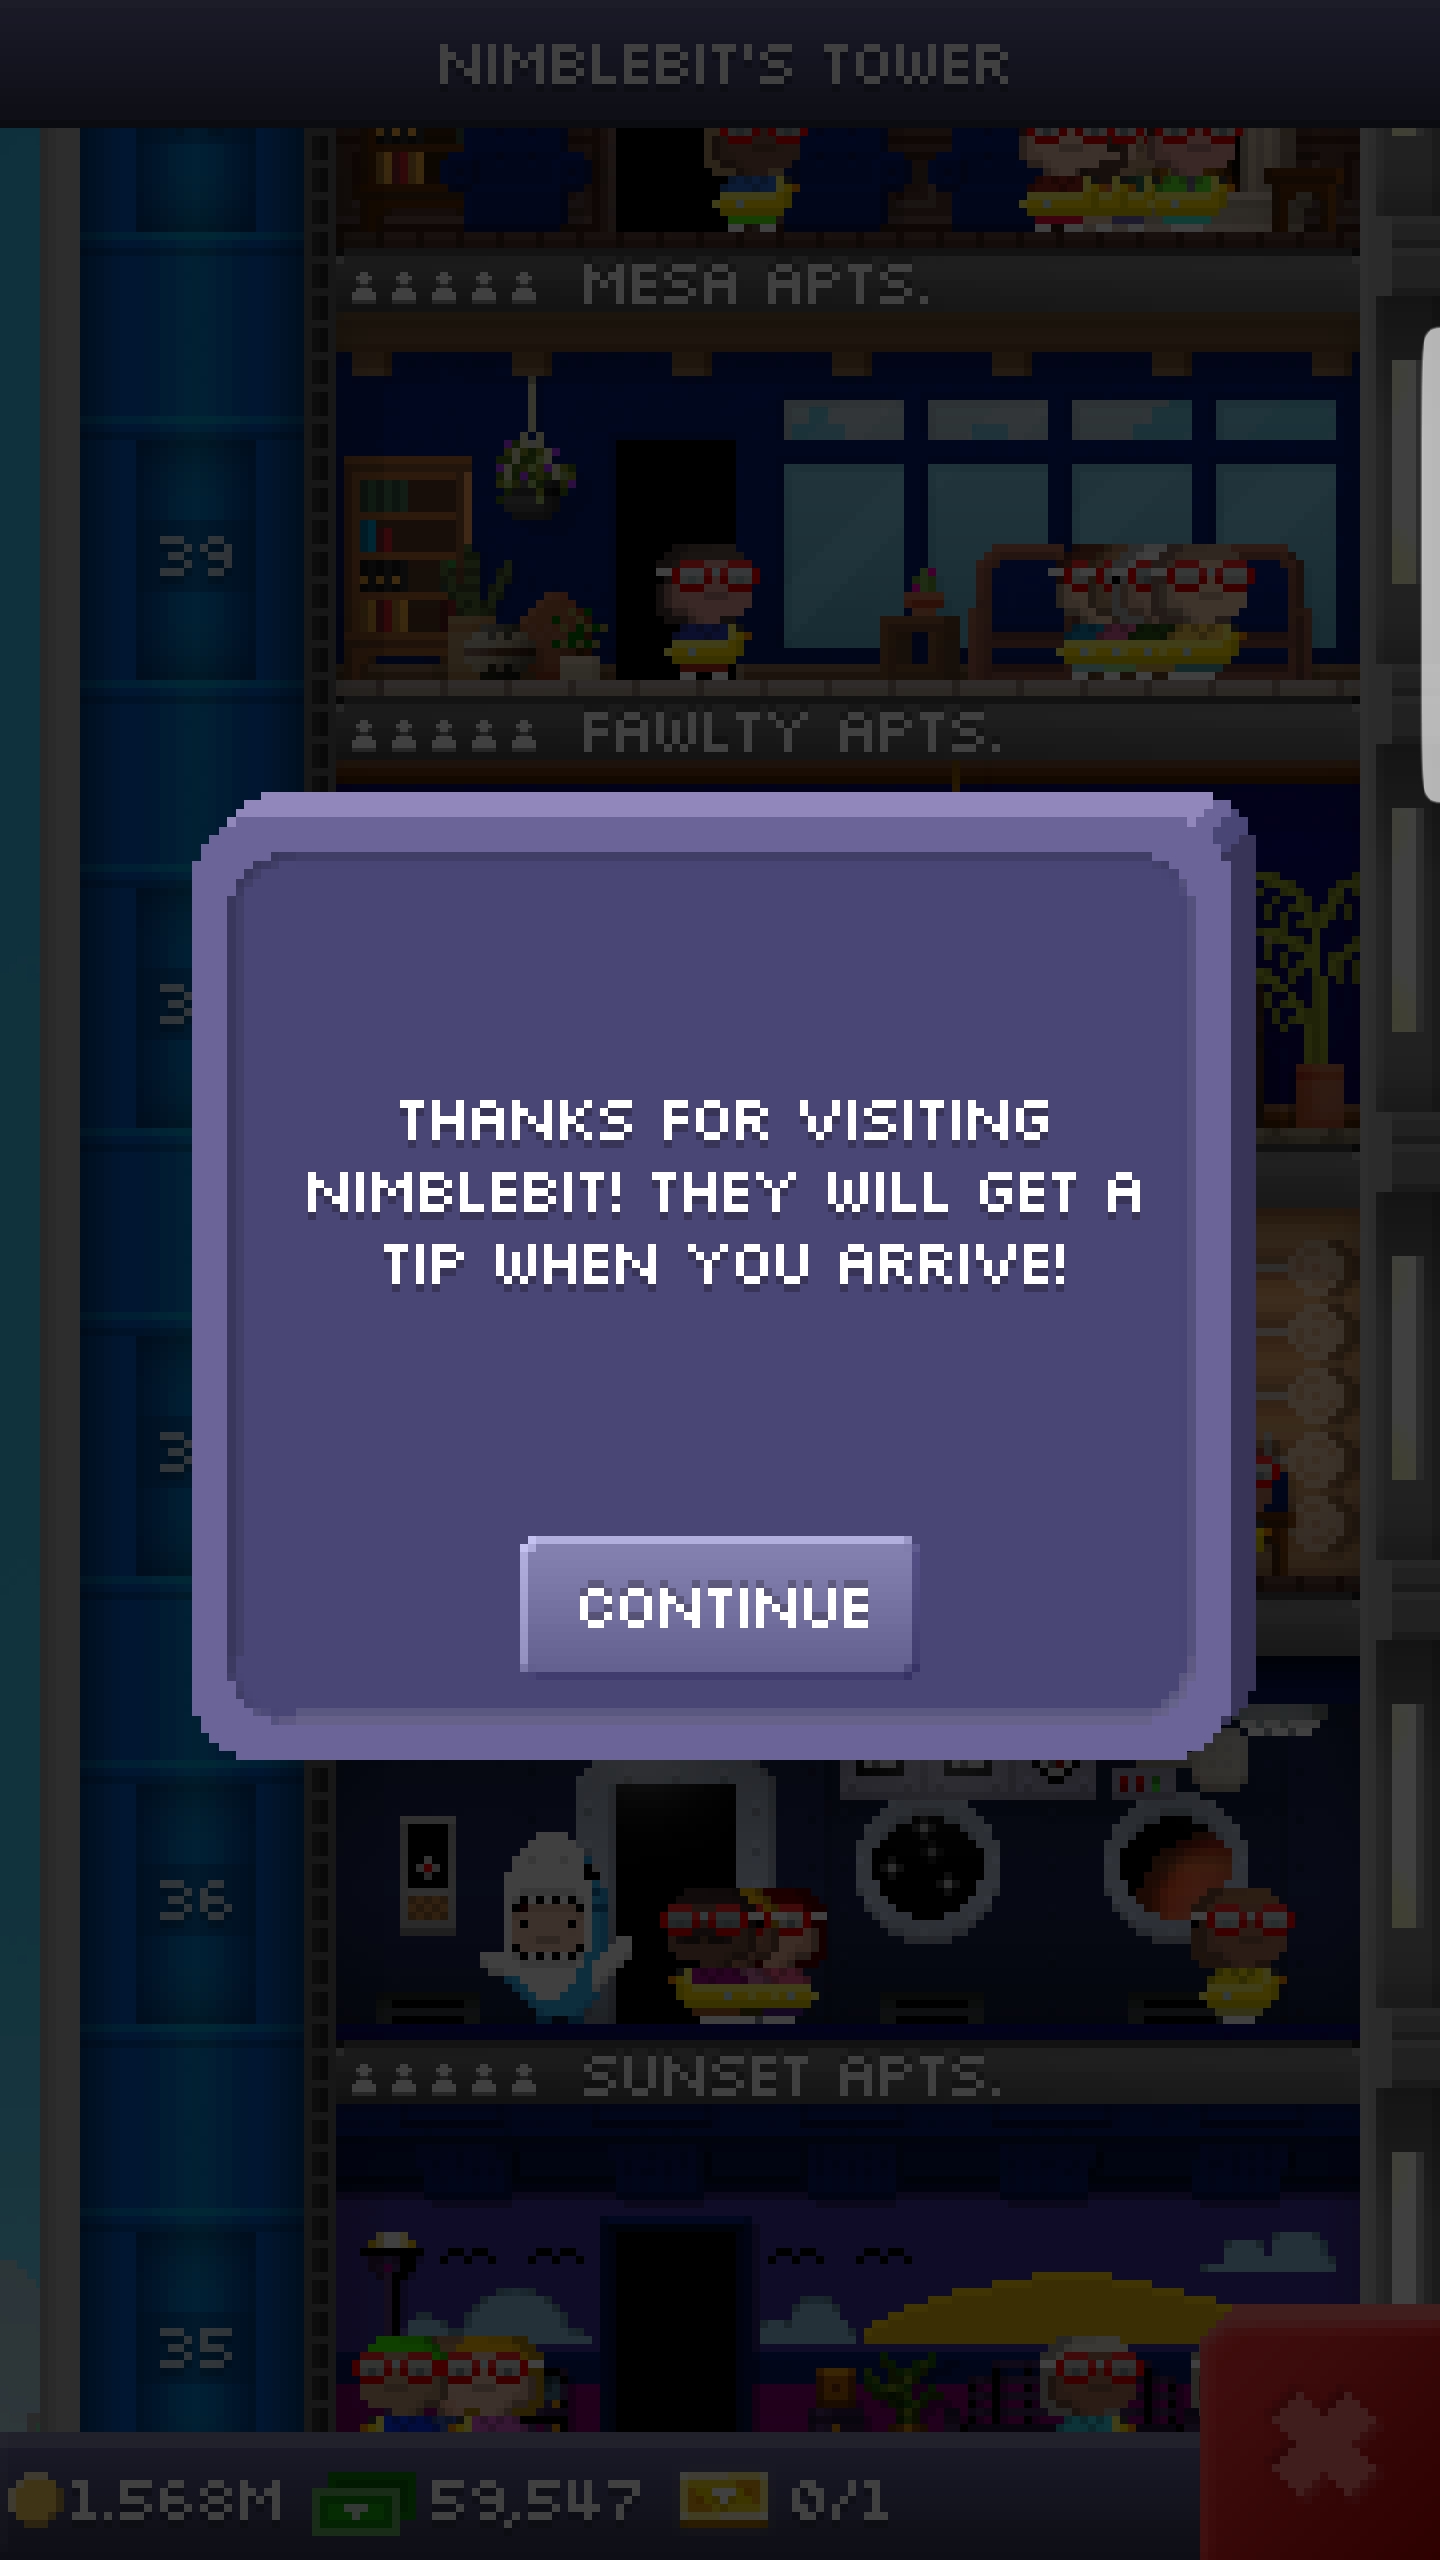 NIMBLEBIT'S TOWER
MESA APTS.
39
FAWLTY APTS.
THANKS FOR VISITING
NIMBLEBIT! THEY WILL GET A
TIP WHEN YOU ARRIVE!
CONTINUE
36
SUNSET APTS.
35
1.568M 59,547 0/1